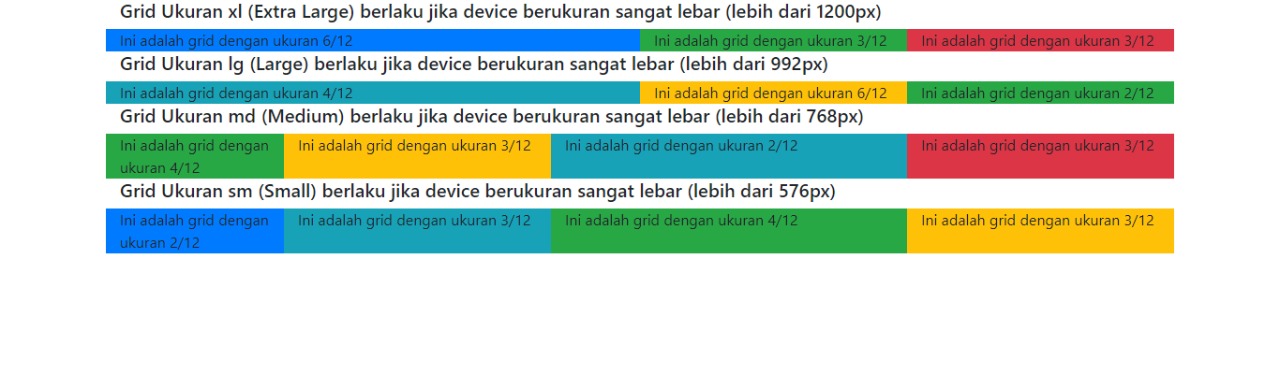 Grid Ukuran xl (Extra Large) berlaku jika device berukuran sangat lebar (lebih dari 1200px)
Ini adalah grid dengan ukuran 6/12
Ini adalah grid dengan ukuran 3/12
Ini adalah grid dengan ukuran 3/12
Grid Ukuran lg (Large) berlaku jika device berukuran sangat lebar (lebih dari 992px)
Ini adalah grid dengan ukuran 4/12
Ini adalah grid dengan ukuran 6/12
Ini adalah grid dengan ukuran 2/12
Grid Ukuran md (Medium) berlaku jika device berukuran sangat lebar (lebih dari 768px)
Ini adalah grid dengan
ukuran 4/12
Ini adalah grid dengan ukuran 3/12
Ini adalah grid dengan ukuran 2/12
Ini adalah grid dengan ukuran 3/12
Grid Ukuran sm (Small) berlaku jika device berukuran sangat lebar (lebih dari 576px)
Ini adalah grid dengan
ukuran 2/12
Ini adalah grid dengan ukuran 3/12
Ini adalah grid dengan ukuran 4/12
Ini adalah grid dengan ukuran 3/12